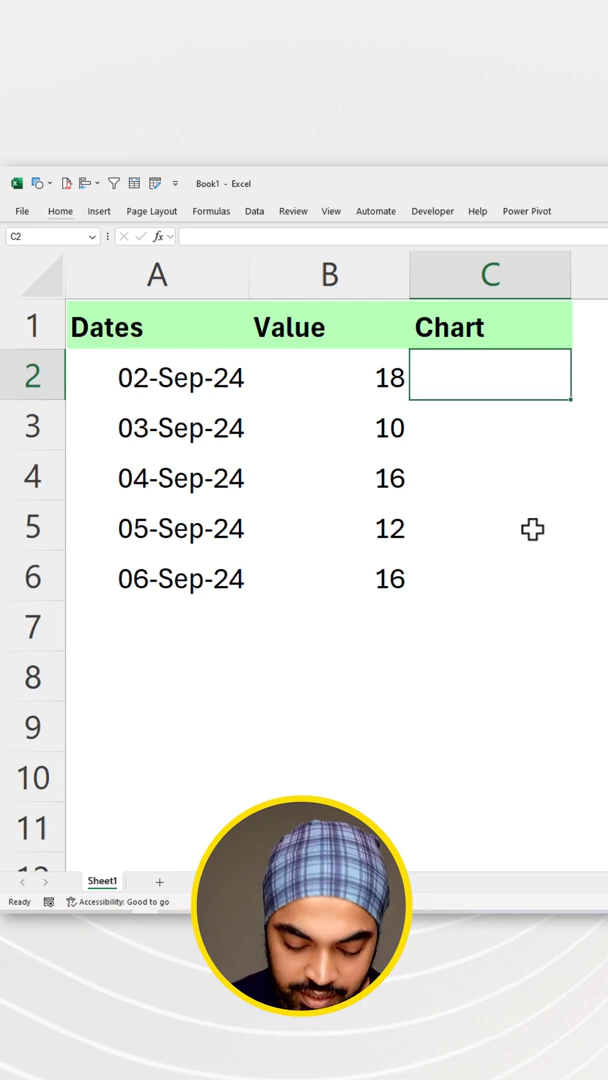 Book1 - Excel
File Home Insert Page Layout Formulas Data Review View Automate Developer Help Power Pivot
C2 fx
A B C
1 Dates Value Chart
2 02-Sep-24 18
3 03-Sep-24 10
4 04-Sep-24 16
5 05-Sep-24 12
6 06-Sep-24 16
7
8
9
10
11
Sheet1
Ready Accessibility: Good to go